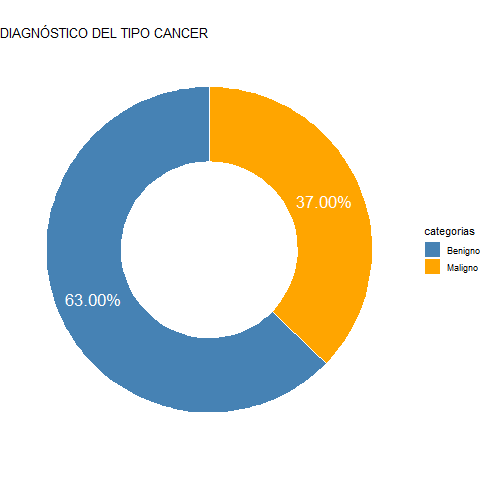 DIAGNÓSTICO DEL TIPO CANCER
37.00%
categorias
Benigno
Maligno
63.00%